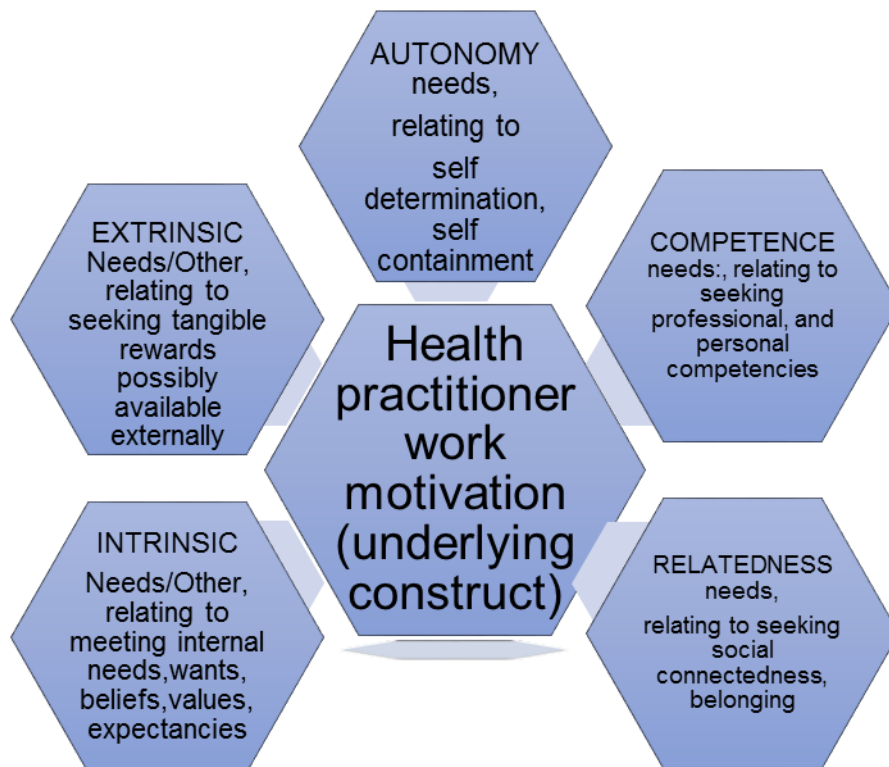 AUTONOMY
needs,
relating to
self
determination,
self
containment
EXTRINSIC
Needs/Other,
relating to
seeking tangible
rewards
possibly
available
externally
COMPETENCE
needs:, relating to
seeking
professional, and
personal
competencies
Health
practitioner
work
motivation
(underlying
construct)
INTRINSIC
Needs/Other,
relating to
meeting internal
needs,wants,
beliefs,values,
expectancies
RELATEDNESS
needs,
relating to seeking
social
connectedness,
belonging